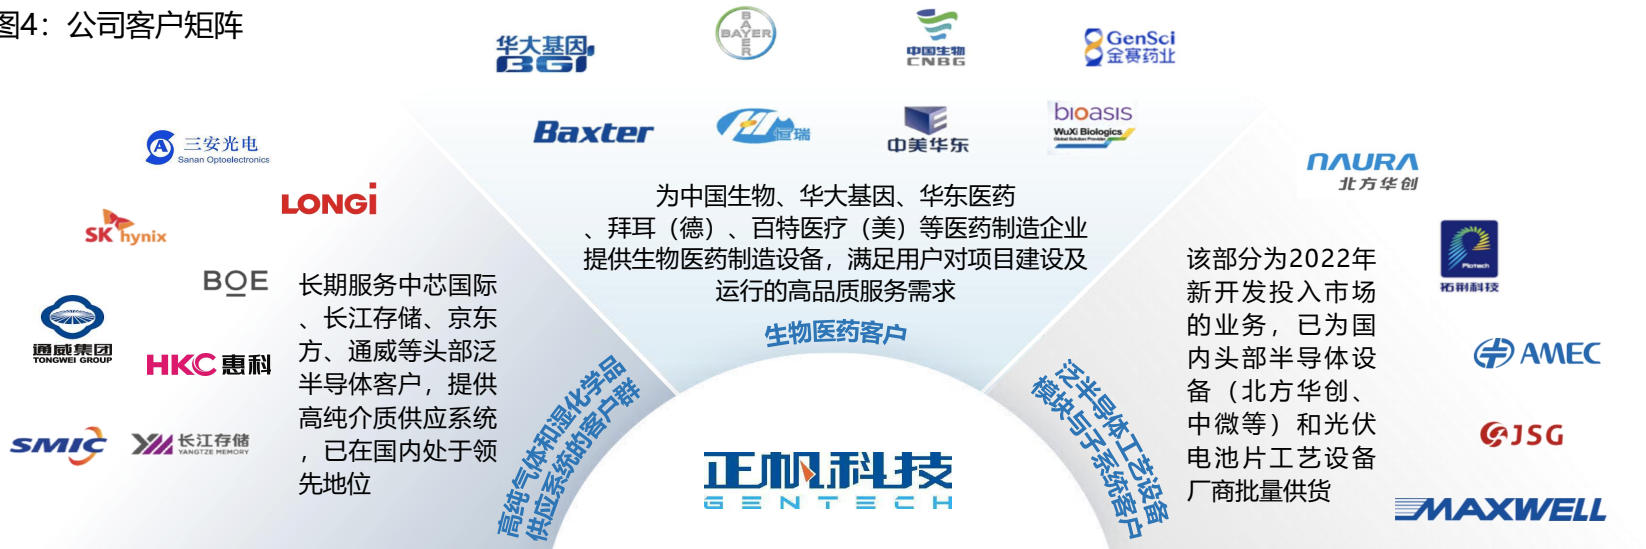 图4：公司客户矩阵
华大基因
BGI
BAYER
BAYER
中国生物
CNBG
GenSci
金赛药业
Baxter
恒瑞
中美华东
bioasis
WuXi Biologics
Global Solution Provider
为中国生物、华大基因、华东医药
、拜耳（德）、百特医疗（美）等医药制造企业
提供生物医药制造设备，满足用户对项目建设及
运行的高品质服务需求
生物医药客户
三安光电
Sanan Optoelectronics
LONGi
SK hynix
BOE
通威集团
TONGWEI GROUP
HKC 惠科
SMIC
长江存储
YANGTZE MEMORY
长期服务中芯国际
、长江存储、京东
方、通威等头部泛
半导体客户，提供
高纯介质供应系统
，已在国内处于领
先地位
高纯气体和湿化学品
供应系统的客户群
正帆科技
GENTECH
泛半导体工艺设备
模块与子系统客户
该部分为2022年
新开发投入市场
的业务，已为国
内头部半导体设
备（北方华创、
中微等）和光伏
电池片工艺设备
厂商批量供货
NAURA
北方华创
Piotech
拓荆科技
AMEC
JSG
MAXWELL